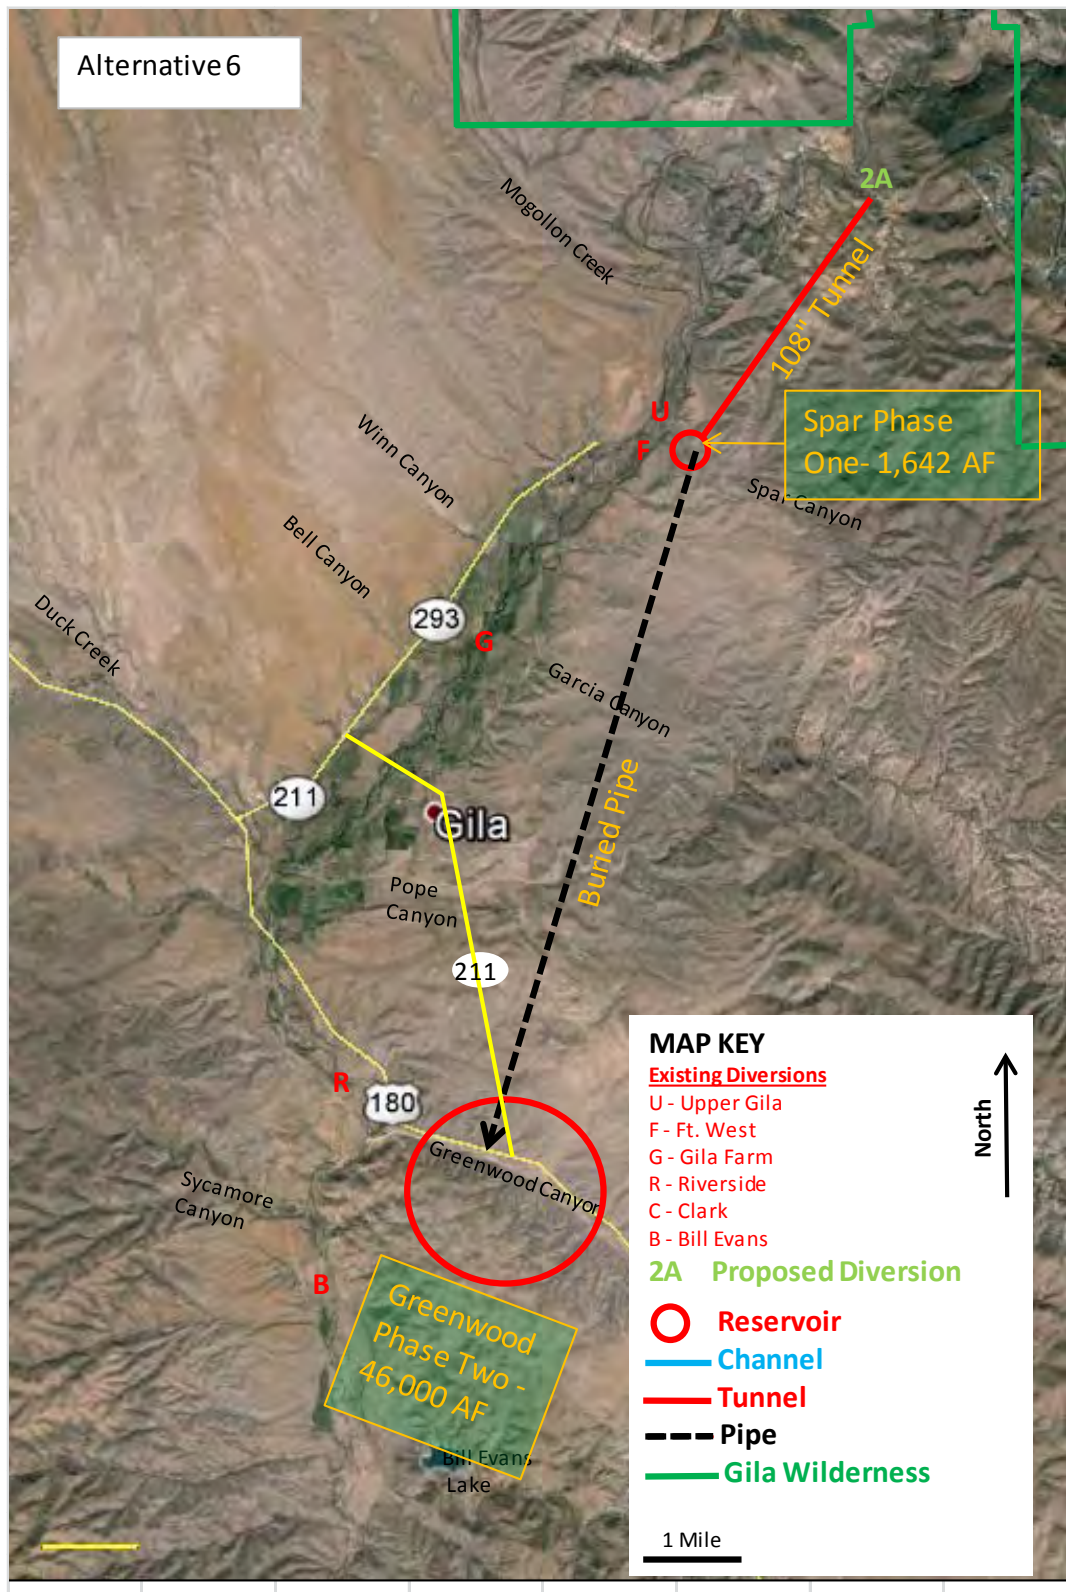 Alternative 6
2A
Mogollon Creek
108" Tunnel
U
F
Spar Phase
One- 1,642 AF
Winn Canyon
Spar Canyon
Bell Canyon
Duck Creek
293
G
Garcia Canyon
211
Gila
Buried Pipe
Pope
Canyon
211
R
180
Greenwood Canyon
Sycamore
Canyon
B
Greenwood
Phase Two -
46,000 AF
Bill Evans
Lake
MAP KEY
Existing Diversions
U - Upper Gila
F - Ft. West
G - Gila Farm
R - Riverside
C - Clark
B - Bill Evans
2A Proposed Diversion
Reservoir
Channel
Tunnel
Pipe
Gila Wilderness
North
1 Mile